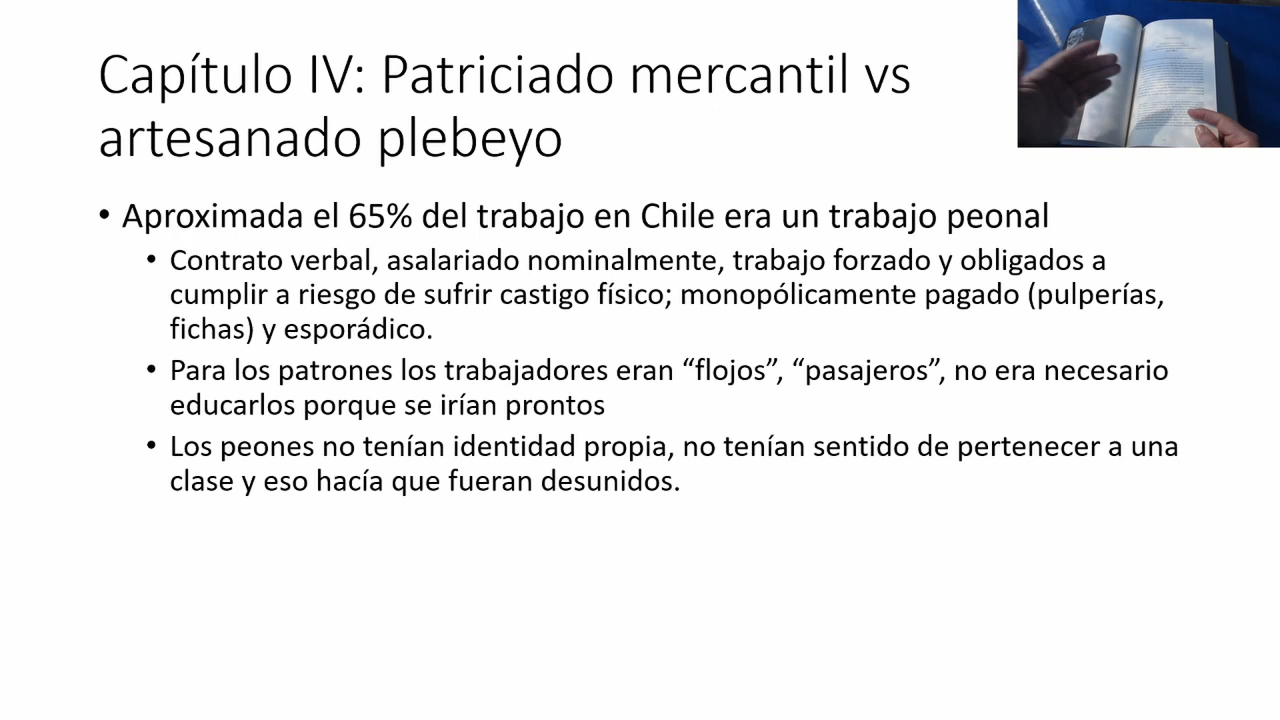 Capítulo IV: Patriciado mercantil vs
artesanado plebeyo
• Aproximada el 65% del trabajo en Chile era un trabajo peonal
• Contrato verbal, asalariado nominalmente, trabajo forzado y obligados a
cumplir a riesgo de sufrir castigo físico; monopólicamente pagado (pulperías,
fichas) y esporádico.
• Para los patrones los trabajadores eran “flojos”, “pasajeros”, no era necesario
educarlos porque se irían prontos
• Los peones no tenían identidad propia, no tenían sentido de pertenecer a una
clase y eso hacía que fueran desunidos.